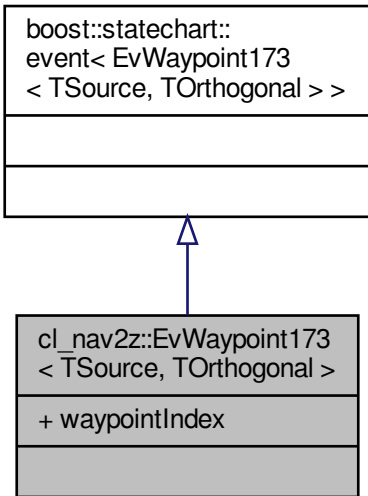 boost::statechart::
event< EvWaypoint173
< TSource, TOrthogonal > >
cl_nav2z::EvWaypoint173
< TSource, TOrthogonal >
+ waypointIndex